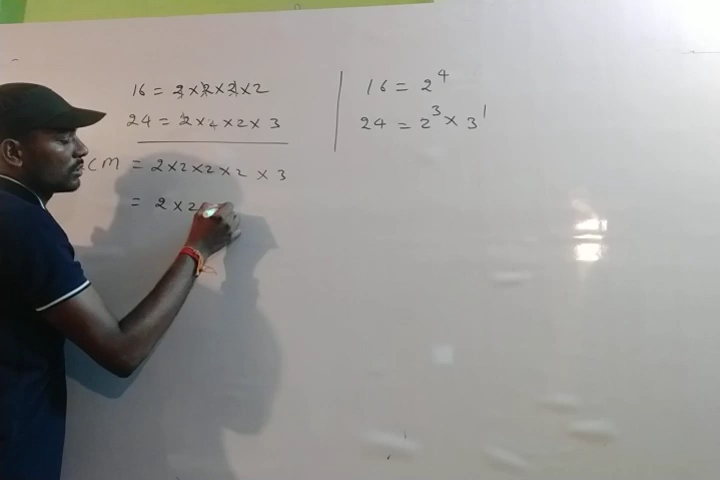 16 = 2 × 2 × 2 × 2
24 = 2 × 2 × 2 × 3
CM = 2 × 2 × 2 × 2 × 3
= 2 × 2
16 = 2⁴
24 = 2³ × 3¹